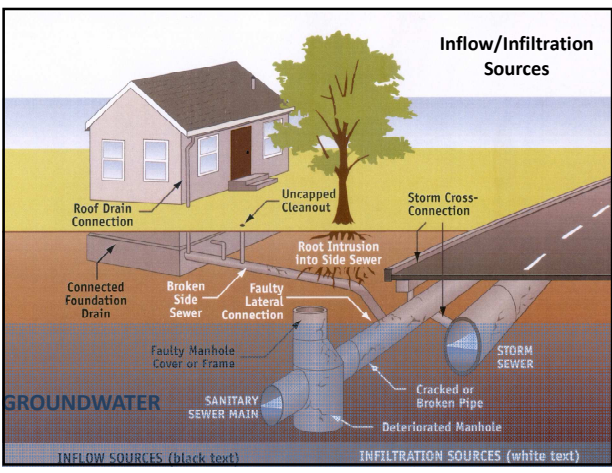 Inflow/Infiltration
Sources
Roof Drain
Connection
Uncapped
Cleanout
Storm Cross-
Connection
Root Intrusion
into Side Sewer
Connected
Foundation
Drain
Broken
Side
Sewer
Faulty
Lateral
Connection
Faulty Manhole
Cover or Frame
STORM
SEWER
GROUNDWATER
SANITARY
SEWER MAIN
Cracked or
Broken Pipe
Deteriorated Manhole
INFLOW SOURCES (black text)
INFILTRATION SOURCES (white text)